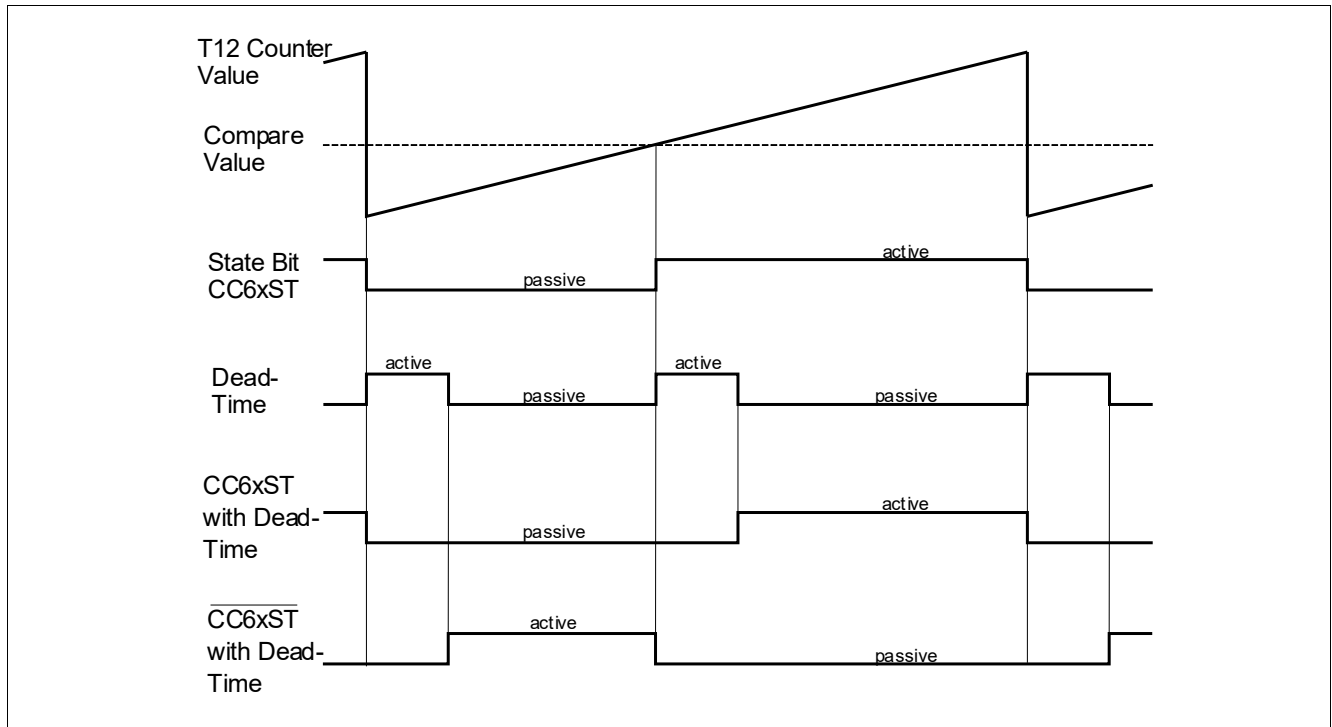 T12 Counter
Value
Compare
Value
active
State Bit
CC6xST
passive
active
active
Dead-
Time
passive
passive
CC6xST
with Dead-
Time
active
passive
C̅C̅6̅x̅S̅T̅
with Dead-
Time
active
passive